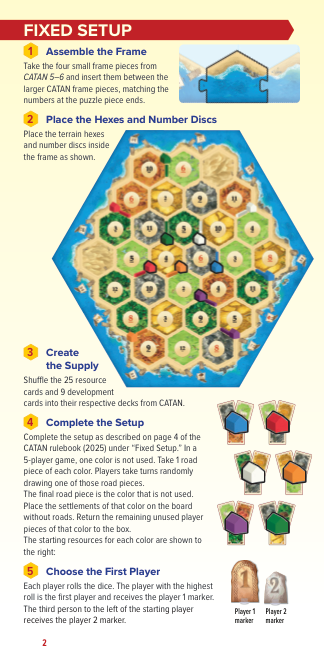 FIXED SETUP
1 Assemble the Frame
Take the four small frame pieces from
CATAN 5–6 and insert them between the
larger CATAN frame pieces, matching the
numbers at the puzzle piece ends.
2 Place the Hexes and Number Discs
Place the terrain hexes
and number discs inside
the frame as shown.
3 Create
the Supply
Shuffle the 25 resource
cards and 9 development
cards into their respective decks from CATAN.
4 Complete the Setup
Complete the setup as described on page 4 of the
CATAN rulebook (2025) under “Fixed Setup.” In a
5-player game, one color is not used. Take 1 road
piece of each color. Players take turns randomly
drawing one of those road pieces.
The final road piece is the color that is not used.
Place the settlements of that color on the board
without roads. Return the remaining unused player
pieces of that color to the box.
The starting resources for each color are shown to
the right:
5 Choose the First Player
Each player rolls the dice. The player with the highest
roll is the first player and receives the player 1 marker.
The third person to the left of the starting player
receives the player 2 marker.
1 2
Player 1 Player 2
marker marker
2